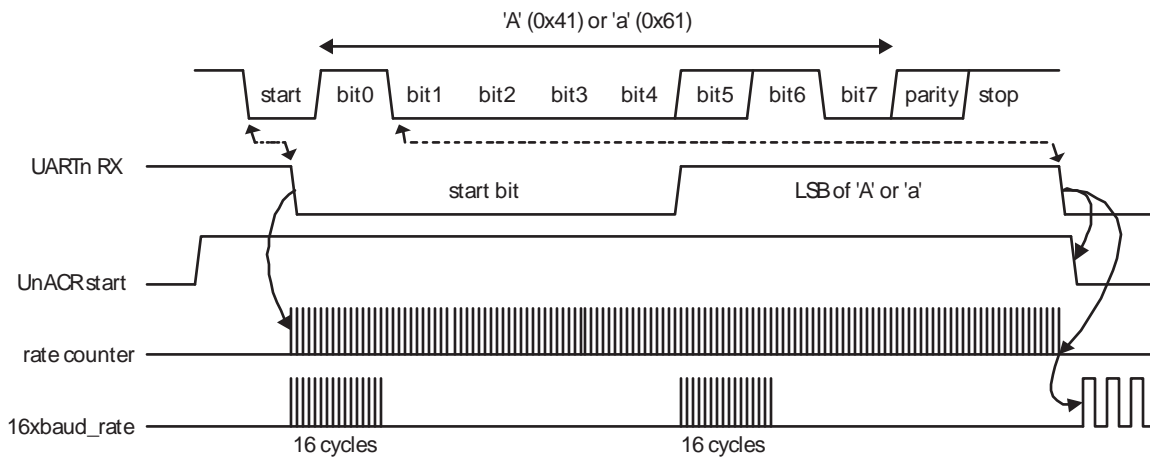 'A' (0x41) or 'a' (0x61)
start bit0 bit1 bit2 bit3 bit4 bit5 bit6 bit7 parity stop
UARTn RX
start bit LSB of 'A' or 'a'
UnACR start
rate counter
16xbaud_rate
16 cycles 16 cycles